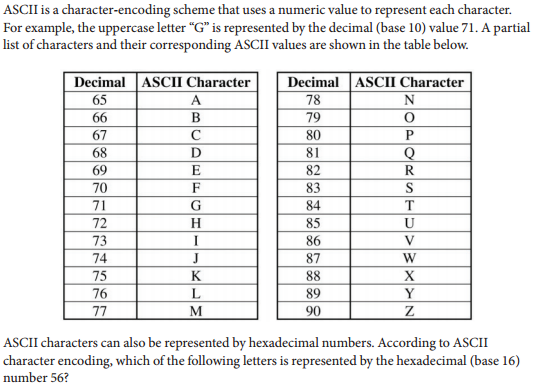 ASCII is a character-encoding scheme that uses a numeric value to represent each character.
For example, the uppercase letter “G” is represented by the decimal (base 10) value 71. A partial
list of characters and their corresponding ASCII values are shown in the table below.
Decimal ASCII Character Decimal ASCII Character
65 A 78 N
66 B 79 O
67 C 80 P
68 D 81 Q
69 E 82 R
70 F 83 S
71 G 84 T
72 H 85 U
73 I 86 V
74 J 87 W
75 K 88 X
76 L 89 Y
77 M 90 Z
ASCII characters can also be represented by hexadecimal numbers. According to ASCII
character encoding, which of the following letters is represented by the hexadecimal (base 16)
number 56?